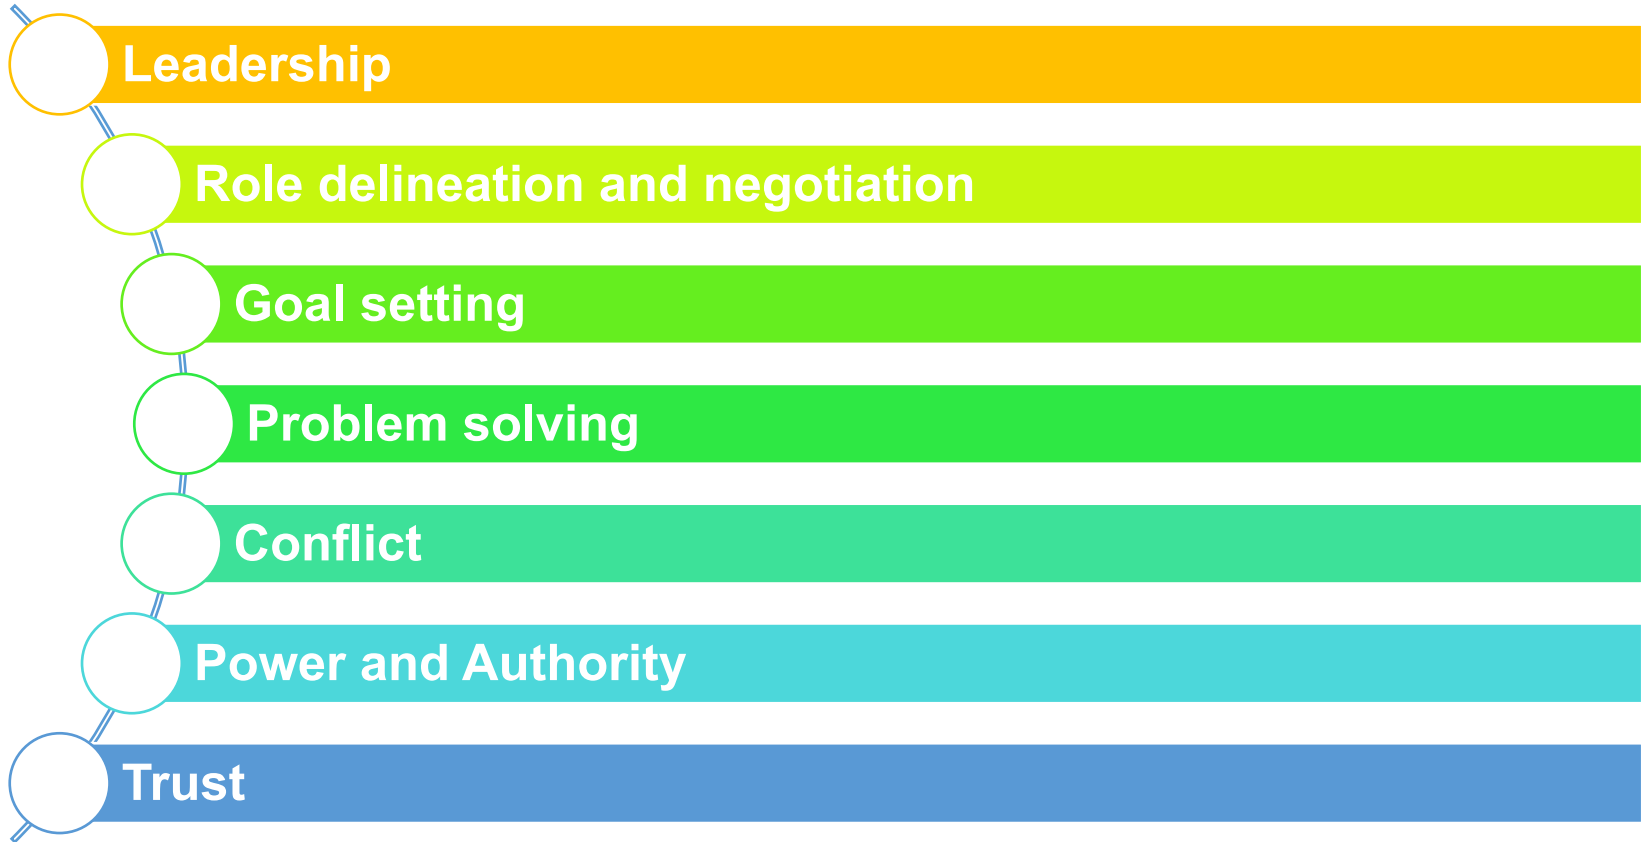 Leadership
Role delineation and negotiation
Goal setting
Problem solving
Conflict
Power and Authority
Trust